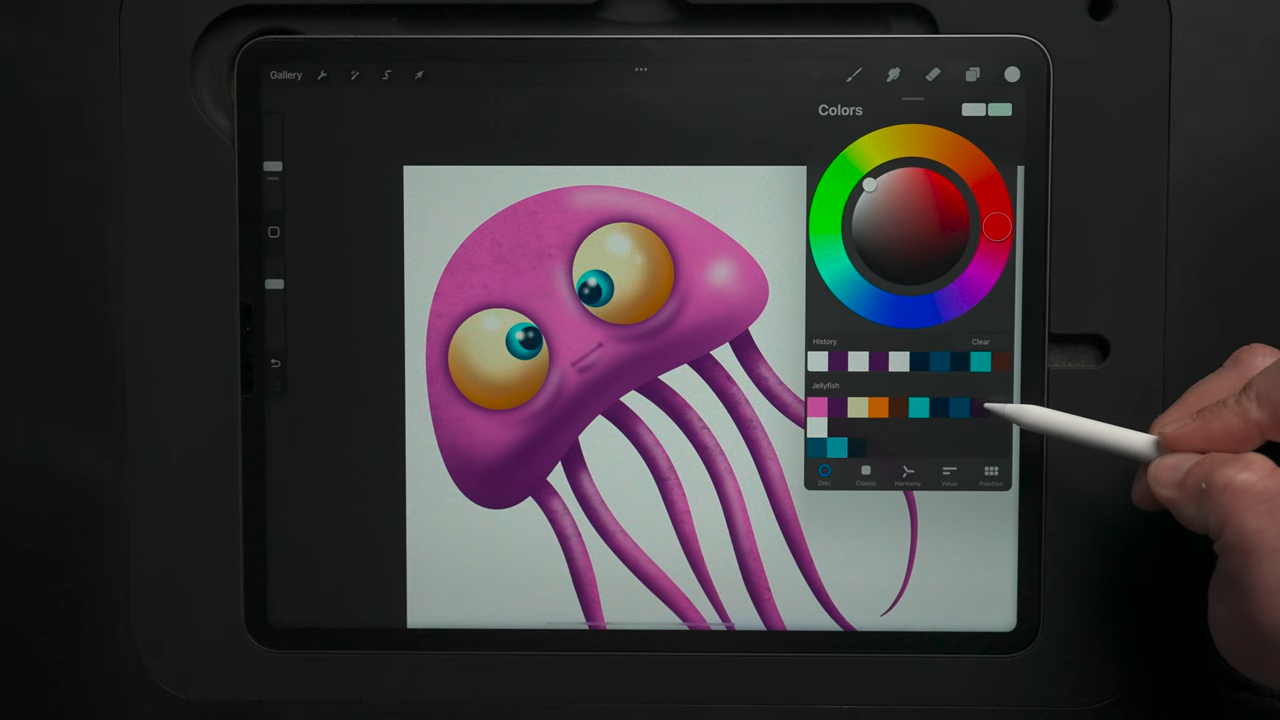 Gallery
Colors
History Clear
Jellyfish
Disc Classic Harmony Value Palettes